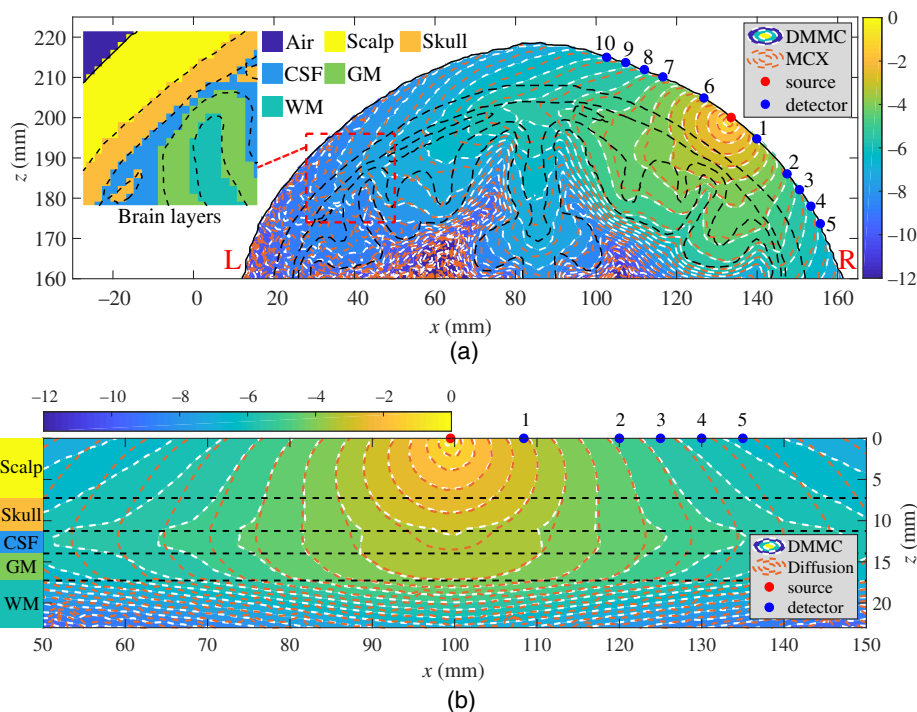 220
210
200
190
180
170
160
z (mm)
Air Scalp Skull
CSF GM
WM
Brain layers
10 9 8 7 6 1 2 3 4 5
DMMC
MCX
source
detector
L R
−20 0 20 40 60 80 100 120 140 160
x (mm)
0
−2
−4
−6
−8
−10
−12
(a)
−12 −10 −8 −6 −4 −2 0
1 2 3 4 5
Scalp
Skull
CSF
GM
WM
0
5
10
15
20
z (mm)
DMMC
Diffusion
source
detector
50 60 70 80 90 100 110 120 130 140 150
x (mm)
(b)